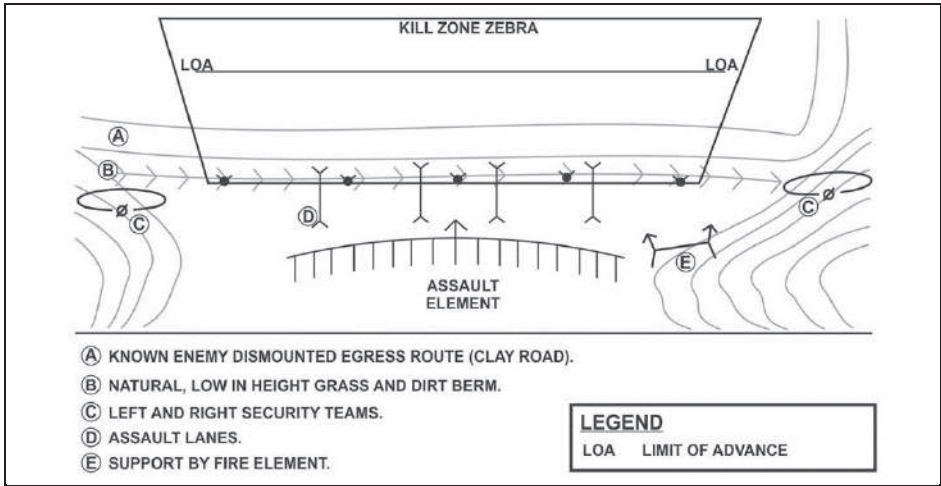 KILL ZONE ZEBRA
LOA LOA
A
B
C
C
D
E
ASSAULT
ELEMENT
A KNOWN ENEMY DISMOUNTED EGRESS ROUTE (CLAY ROAD).
B NATURAL, LOW IN HEIGHT GRASS AND DIRT BERM.
C LEFT AND RIGHT SECURITY TEAMS.
D ASSAULT LANES.
E SUPPORT BY FIRE ELEMENT.
LEGEND
LOA LIMIT OF ADVANCE